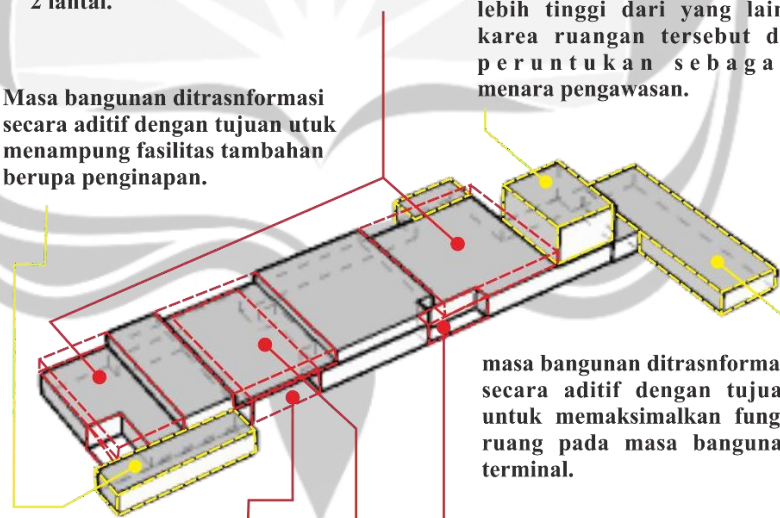 2 lantai.
lebih tinggi dari yang lain
karea ruangan tersebut d
peruntukan sebaga
menara pengawasan.
Masa bangunan ditrasnformasi
secara aditif dengan tujuan utuk
menampung fasilitas tambahan
berupa penginapan.
masa bangunan ditrasnforma
secara aditif dengan tujua
untuk memaksimalkan fung
ruang pada masa banguna
terminal.